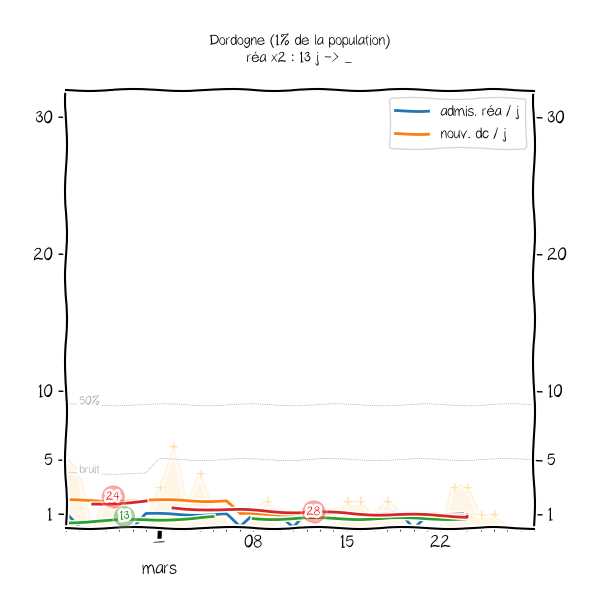 Dordogne (1% de la population)
réa x2 : 13 j -> _
admis. réa / j
nouv. dc / j
30 30
20 20
10 10
50%
5 5
bruit
24
13
28
1 1
1 08 15 22
mars